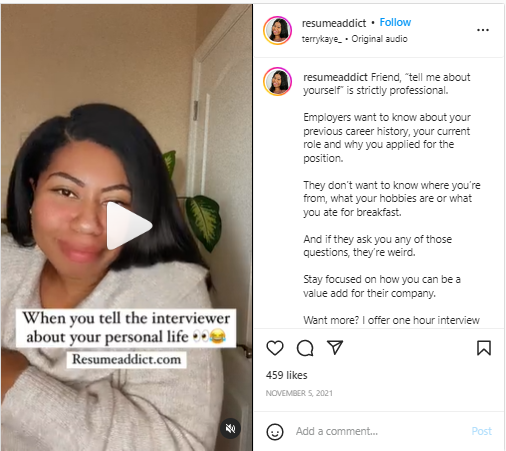 resumeaddict • Follow
terrykaye_ • Original audio
resumeaddict Friend, "tell me about
yourself" is strictly professional.
Employers want to know about your
previous career history, your current
role and why you applied for the
position.
They don't want to know where you're
from, what your hobbies are or what
you ate for breakfast.
And if they ask you any of those
questions, they're weird.
Stay focused on how you can be a
value add for their company.
Want more? I offer one hour interview
When you tell the interviewer
about your personal life 👀😂
Resumeaddict.com
459 likes
NOVEMBER 5, 2021
Add a comment...
Post